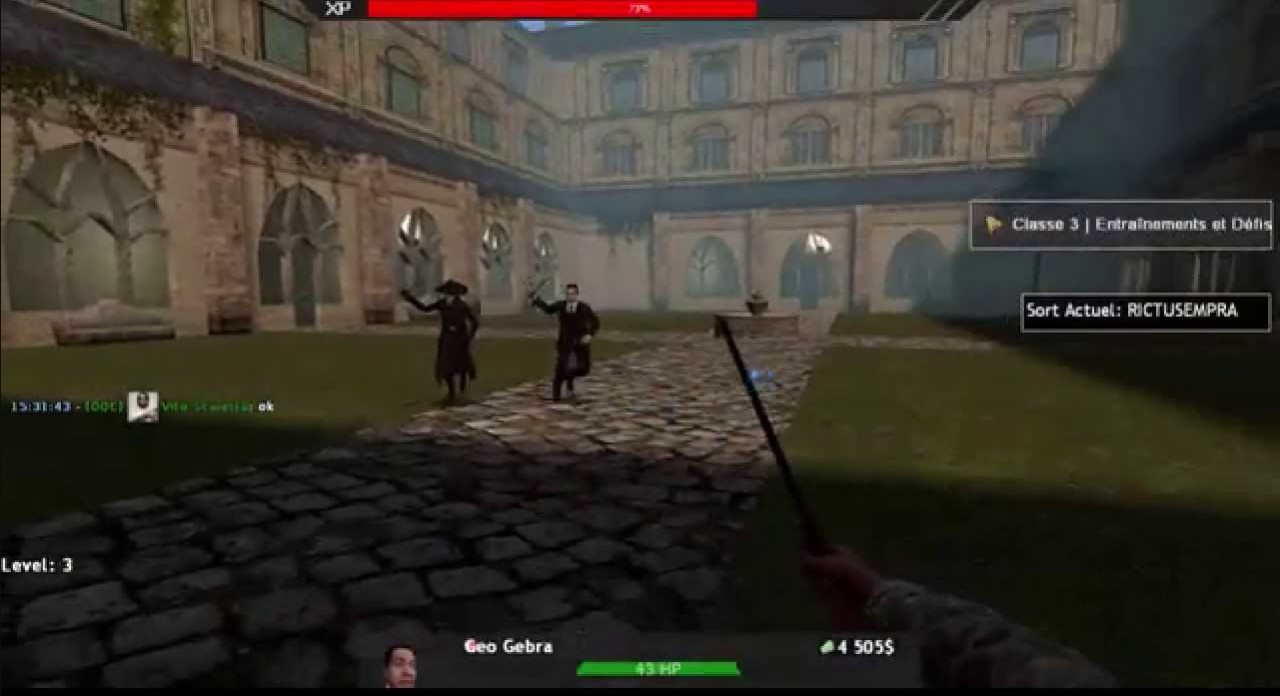 XP
73%
Classe 3 | Entraînements et Défis
Sort Actuel: RICTUSEMPRA
15:31:43 - [OOC] Vito ok
Level: 3
Geo Gebra
4 505$
43 HP